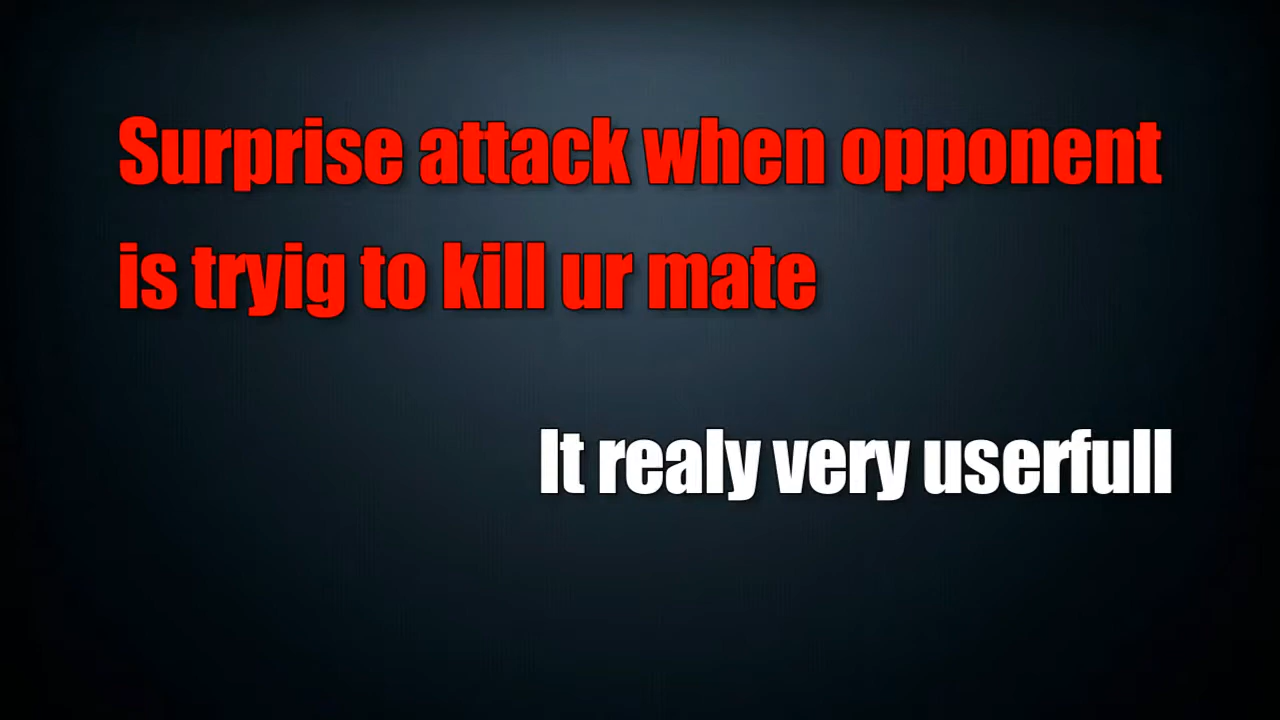 Surprise attack when opponent
is tryig to kill ur mate
It realy very userfull